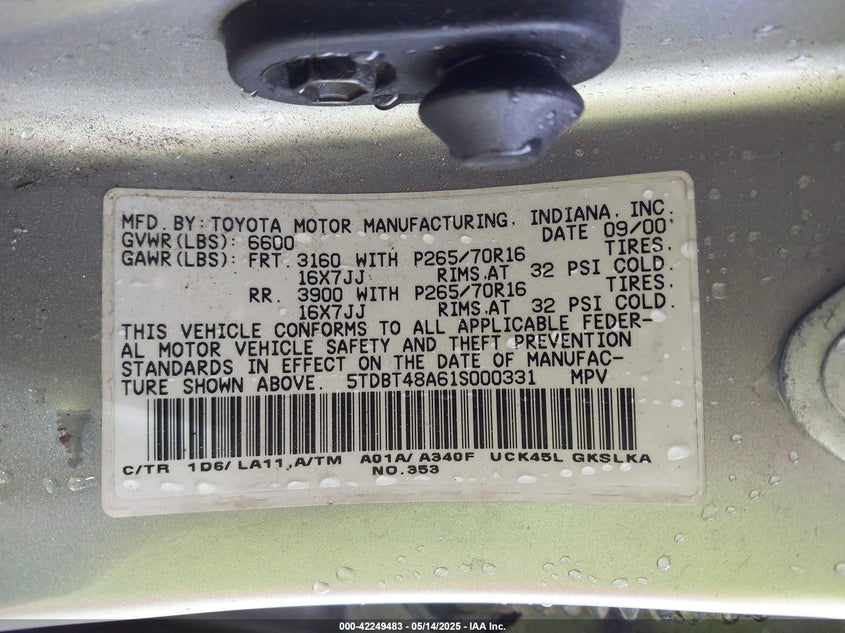 MFD. BY: TOYOTA MOTOR MANUFACTURING, INDIANA, INC.
GVWR(LBS): 6600 DATE 09/00
GAWR(LBS): FRT. 3160 WITH P265/70R16 TIRES,
16X7JJ RIMS,AT 32 PSI COLD.
RR. 3900 WITH P265/70R16 TIRES,
16X7JJ RIMS,AT 32 PSI COLD.
THIS VEHICLE CONFORMS TO ALL APPLICABLE FEDER-
AL MOTOR VEHICLE SAFETY AND THEFT PREVENTION
STANDARDS IN EFFECT ON THE DATE OF MANUFAC-
TURE SHOWN ABOVE. 5TDBT48A61S000331 MPV
C/TR 1D6/ LA11,A/TM A01A/ A340F UCK45L GKSLKA
NO.353
000-42249483 - 05/14/2025 - IAA Inc.